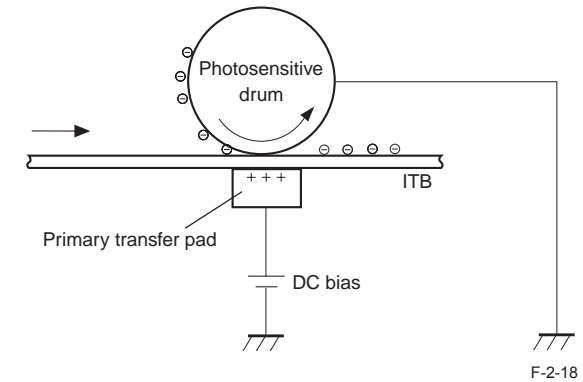 Photosensitive
drum
+ + +
ITB
Primary transfer pad
DC bias
F-2-18